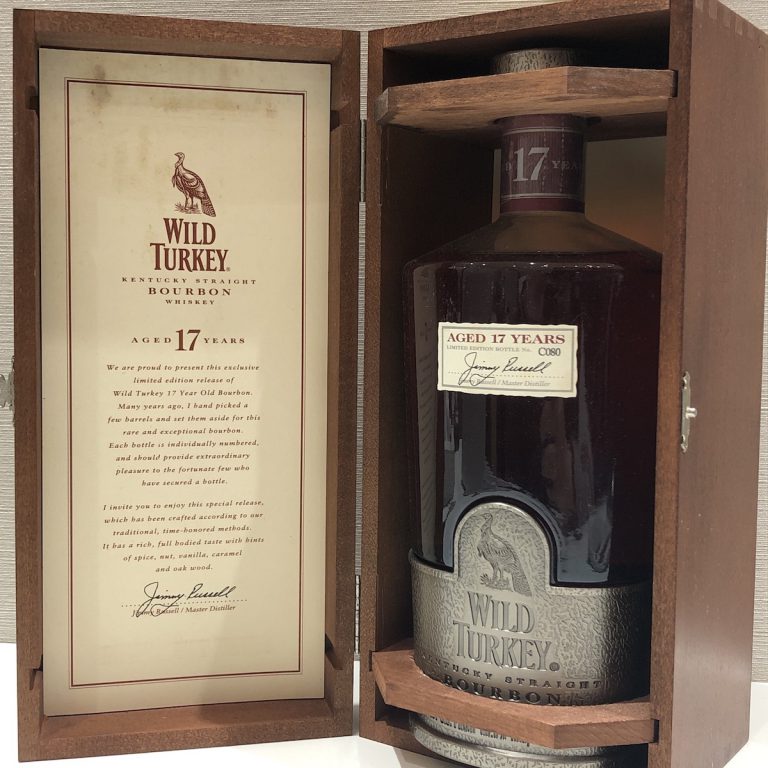 WILD
TURKEY®
KENTUCKY STRAIGHT
BOURBON
WHISKEY
AGED 17 YEARS
We are proud to present this exclusive
limited edition release of
Wild Turkey 17 Year Old Bourbon.
Many years ago, I hand picked a
few barrels and set them aside for this
rare and exceptional bourbon.
Each bottle is individually numbered,
and should provide extraordinary
pleasure to the fortunate few who
have secured a bottle.
I invite you to enjoy this special release,
which has been crafted according to our
traditional, time-honored methods.
It has a rich, full bodied taste with hints
of spice, nut, vanilla, caramel
and oak wood.
Jimmy Russell
Jimmy Russell / Master Distiller
D 17 YEA
AGED 17 YEARS
LIMITED EDITION BOTTLE No. C080
Jimmy Russell
Jimmy Russell / Master Distiller
WILD
TURKEY®
KENTUCKY STRAIGHT
BOURBON